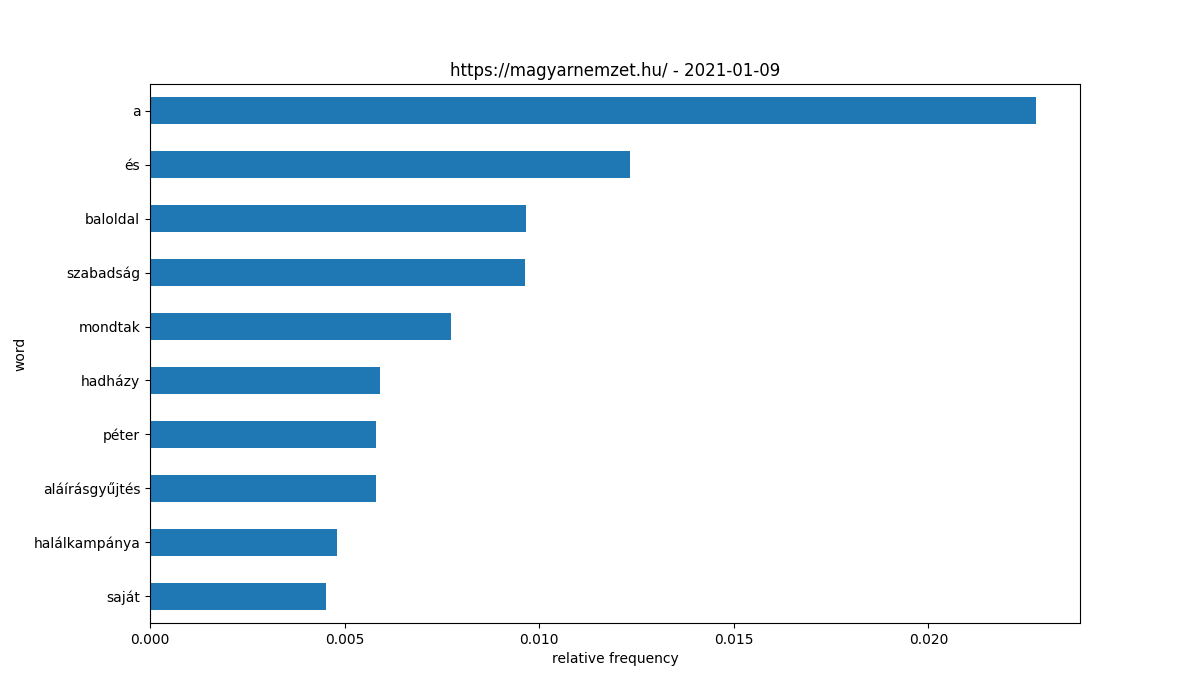 https://magyarnemzet.hu/ - 2021-01-09
a
és
baloldal
szabadság
mondtak
hadházy
péter
aláírásgyűjtés
halálkampánya
saját
word
0.000 0.005 0.010 0.015 0.020
relative frequency